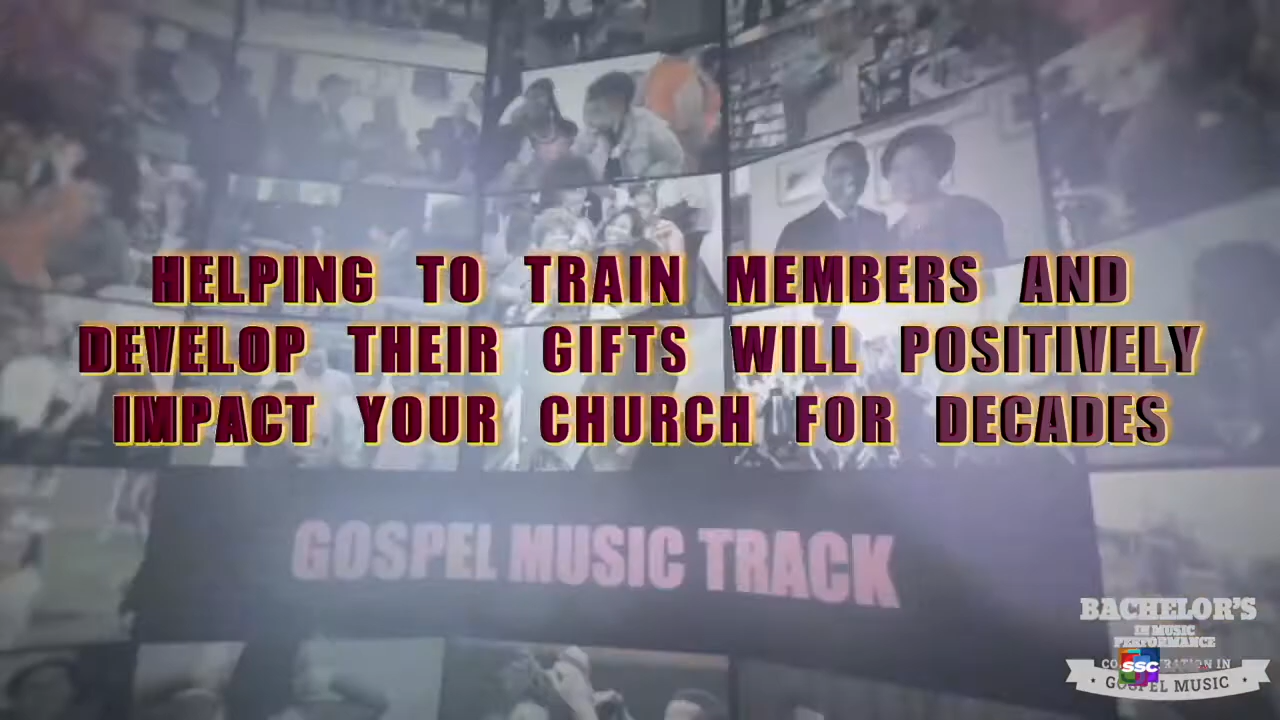 HELPING TO TRAIN MEMBERS AND
DEVELOP THEIR GIFTS WILL POSITIVELY
IMPACT YOUR CHURCH FOR DECADES
GOSPEL MUSIC TRACK
BACHELOR'S
IN MUSIC
PERFORMANCE
SSC
GOSPEL MUSIC